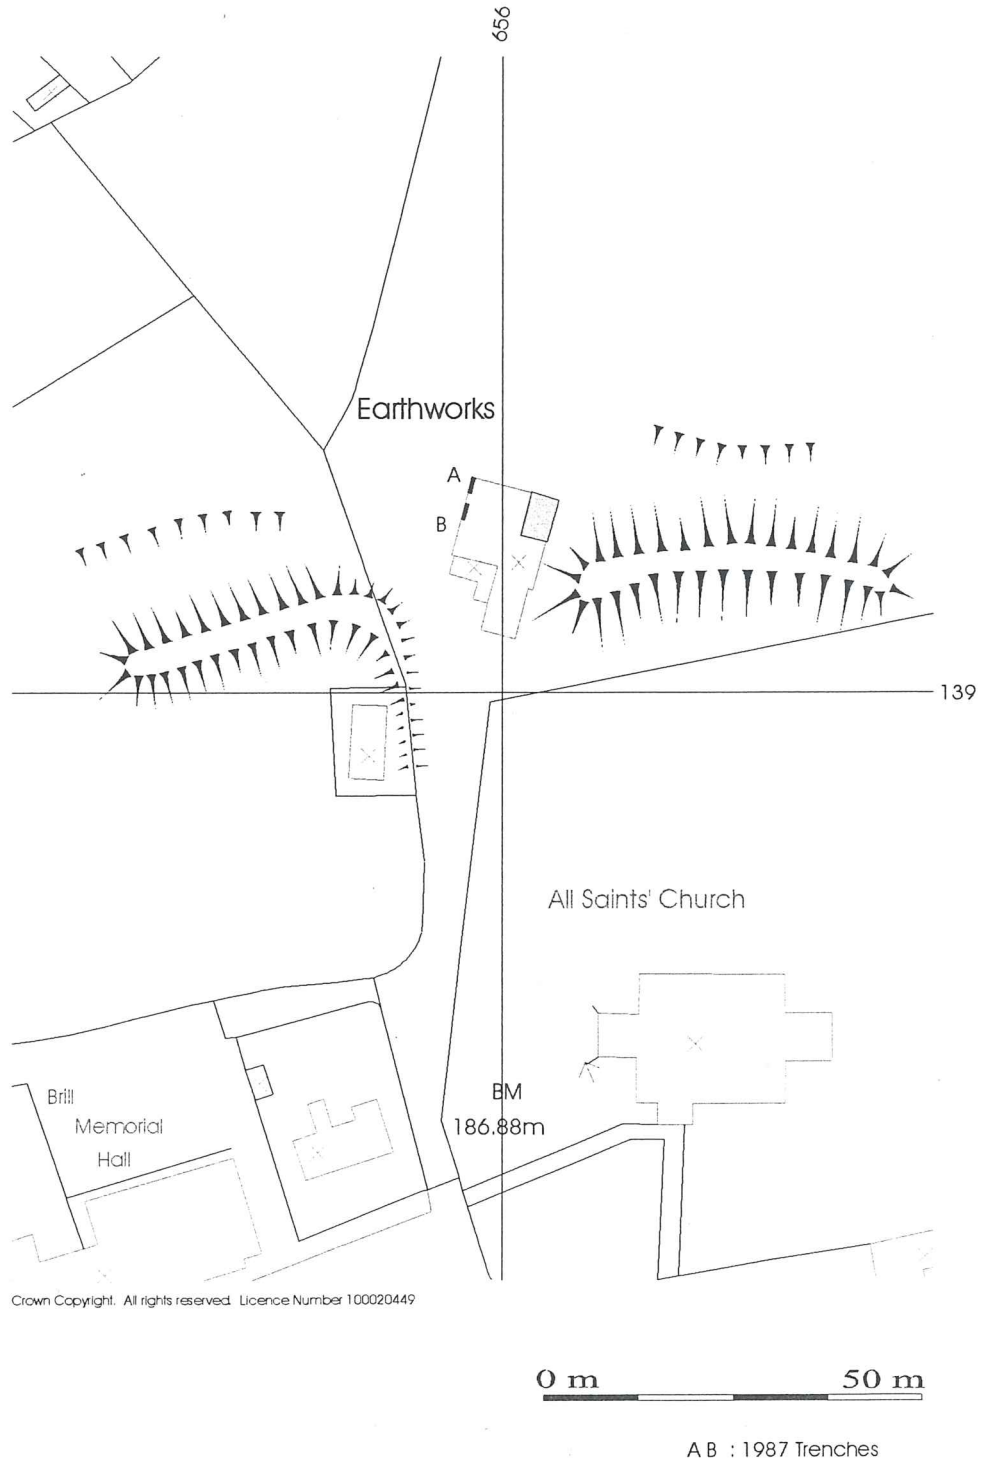 656
Earthworks
A
B
139
All Saints' Church
BM
186.88m
Brill
Memorial
Hall
Crown Copyright. All rights reserved. Licence Number 100020449
0 m 50 m
A B : 1987 Trenches